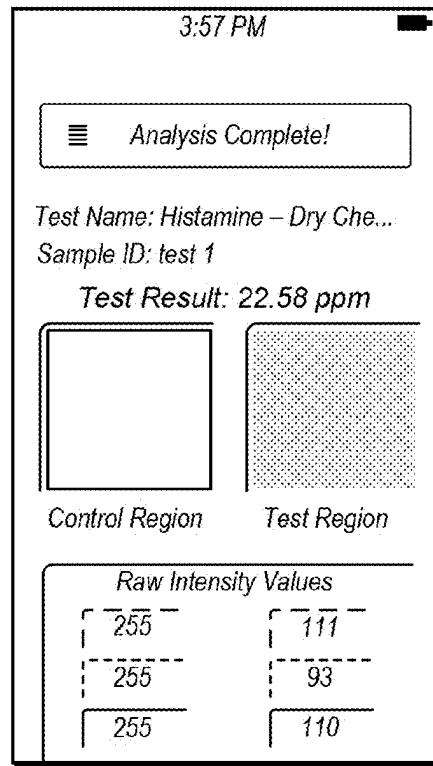 3:57 PM
Analysis Complete!
Test Name: Histamine – Dry Che...
Sample ID: test 1
Test Result: 22.58 ppm
Control Region Test Region
Raw Intensity Values
255 111
255 93
255 110